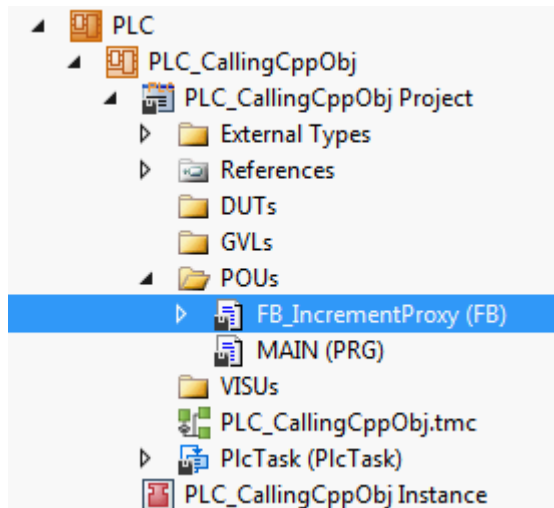 PLC
PLC_CallingCppObj
PLC_CallingCppObj Project
External Types
References
DUTs
GVLs
POUs
FB_IncrementProxy (FB)
MAIN (PRG)
VISUs
PLC_CallingCppObj.tmc
PlcTask (PlcTask)
PLC_CallingCppObj Instance